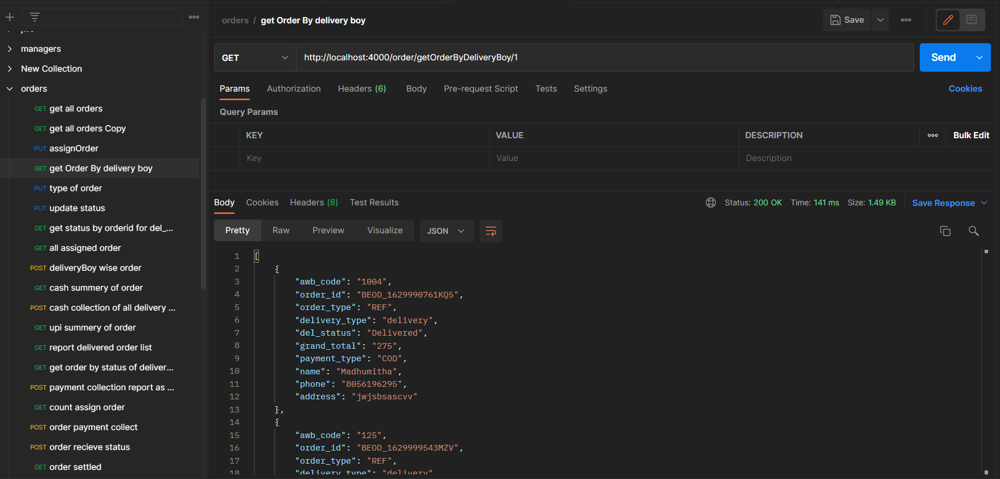 managers
New Collection
orders
GET get all orders
GET get all orders Copy
PUT assignOrder
GET get Order By delivery boy
PUT type of order
PUT update status
GET get status by orderid for del_...
GET all assigned order
POST deliveryBoy wise order
GET cash summery of order
POST cash collection of all delivery ...
GET upi summery of order
GET report delivered order list
GET get order by status of deliver...
POST payment collection report as ...
GET count assign order
POST order payment collect
POST order recieve status
GET order settled
orders / get Order By delivery boy
Save
GET http://localhost:4000/order/getOrderByDeliveryBoy/1 Send
Params Authorization Headers (6) Body Pre-request Script Tests Settings Cookies
Query Params
KEY VALUE DESCRIPTION Bulk Edit
Key Value Description
Body Cookies Headers (8) Test Results Status: 200 OK Time: 141 ms Size: 1.49 KB Save Response
Pretty Raw Preview Visualize JSON
1 [
2 {
3 "awb_code": "1004",
4 "order_id": "BEOD_1629990761KQ5",
5 "order_type": "REF",
6 "delivery_type": "delivery",
7 "del_status": "Delivered",
8 "grand_total": "275",
9 "payment_type": "COD",
10 "name": "Madhumitha",
11 "phone": "8056196295",
12 "address": "jwjsbsascvv"
13 },
14 {
15 "awb_code": "125",
16 "order_id": "BEOD_1629999543MZV",
17 "order_type": "REF",
18 "delivery_type": "delivery"